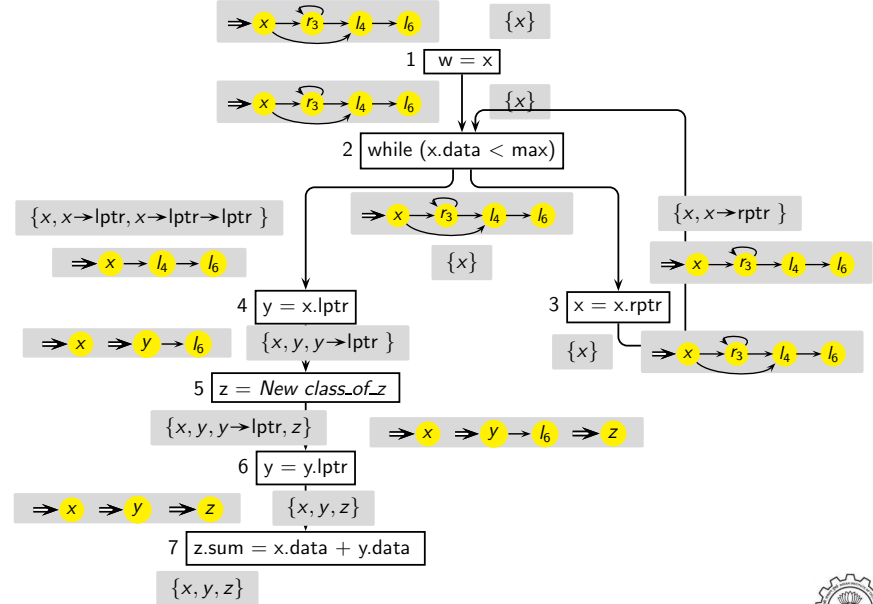 ⇒ x → r₃ → l₄ → l₆ {x}
1 w = x
⇒ x → r₃ → l₄ → l₆ {x}
2 while (x.data < max)
{x, x→lptr, x→lptr→lptr }
⇒ x → r₃ → l₄ → l₆
{x, x→rptr }
{x}
⇒ x → l₄ → l₆
⇒ x → r₃ → l₄ → l₆
4 y = x.lptr
3 x = x.rptr
⇒ x ⇒ y → l₆ {x, y, y→lptr }
{x} ⇒ x → r₃ → l₄ → l₆
5 z = New class_of_z
{x, y, y→lptr, z} ⇒ x ⇒ y → l₆ ⇒ z
6 y = y.lptr
⇒ x ⇒ y ⇒ z {x, y, z}
7 z.sum = x.data + y.data
{x, y, z}